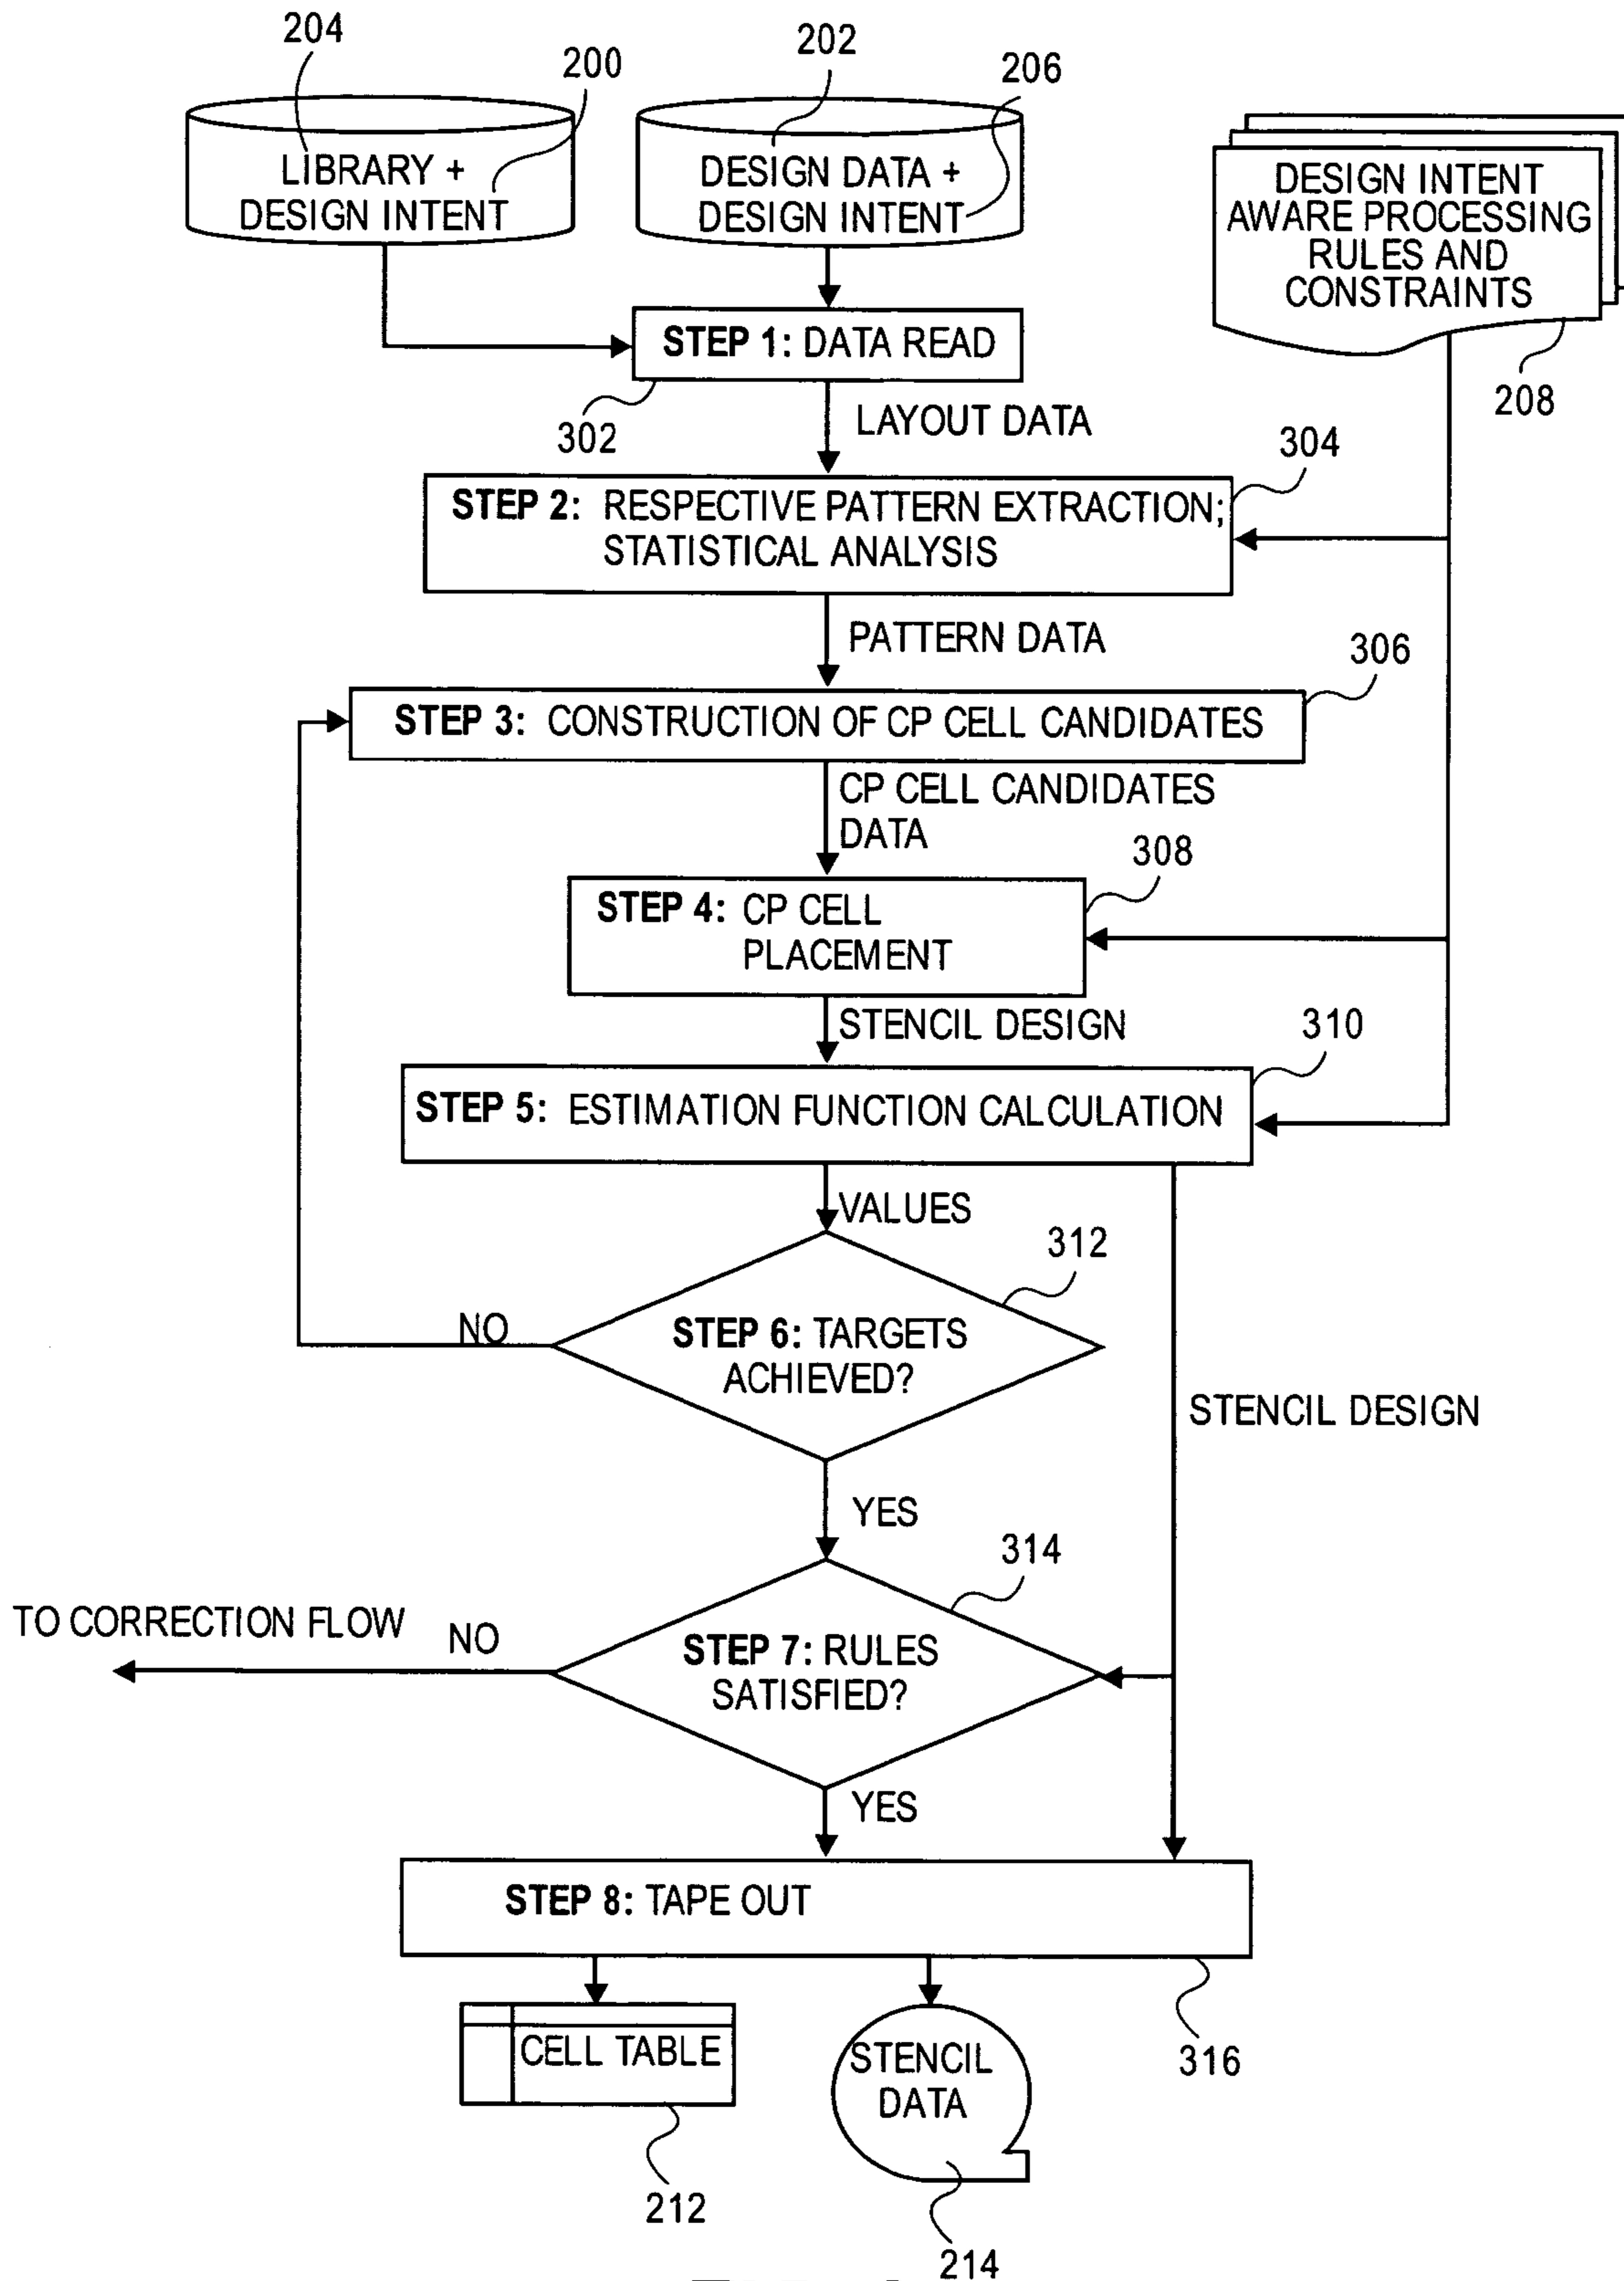 204
200
202
206
LIBRARY +
DESIGN INTENT
DESIGN DATA +
DESIGN INTENT
DESIGN INTENT
AWARE PROCESSING
RULES AND
CONSTRAINTS
208
STEP 1: DATA READ
302
LAYOUT DATA
304
STEP 2: RESPECTIVE PATTERN EXTRACTION;
STATISTICAL ANALYSIS
PATTERN DATA
306
STEP 3: CONSTRUCTION OF CP CELL CANDIDATES
CP CELL CANDIDATES
DATA
308
STEP 4: CP CELL
PLACEMENT
STENCIL DESIGN
310
STEP 5: ESTIMATION FUNCTION CALCULATION
VALUES
312
NO
STEP 6: TARGETS
ACHIEVED?
STENCIL DESIGN
YES
314
TO CORRECTION FLOW
NO
STEP 7: RULES
SATISFIED?
YES
STEP 8: TAPE OUT
316
CELL TABLE
STENCIL
DATA
212
214